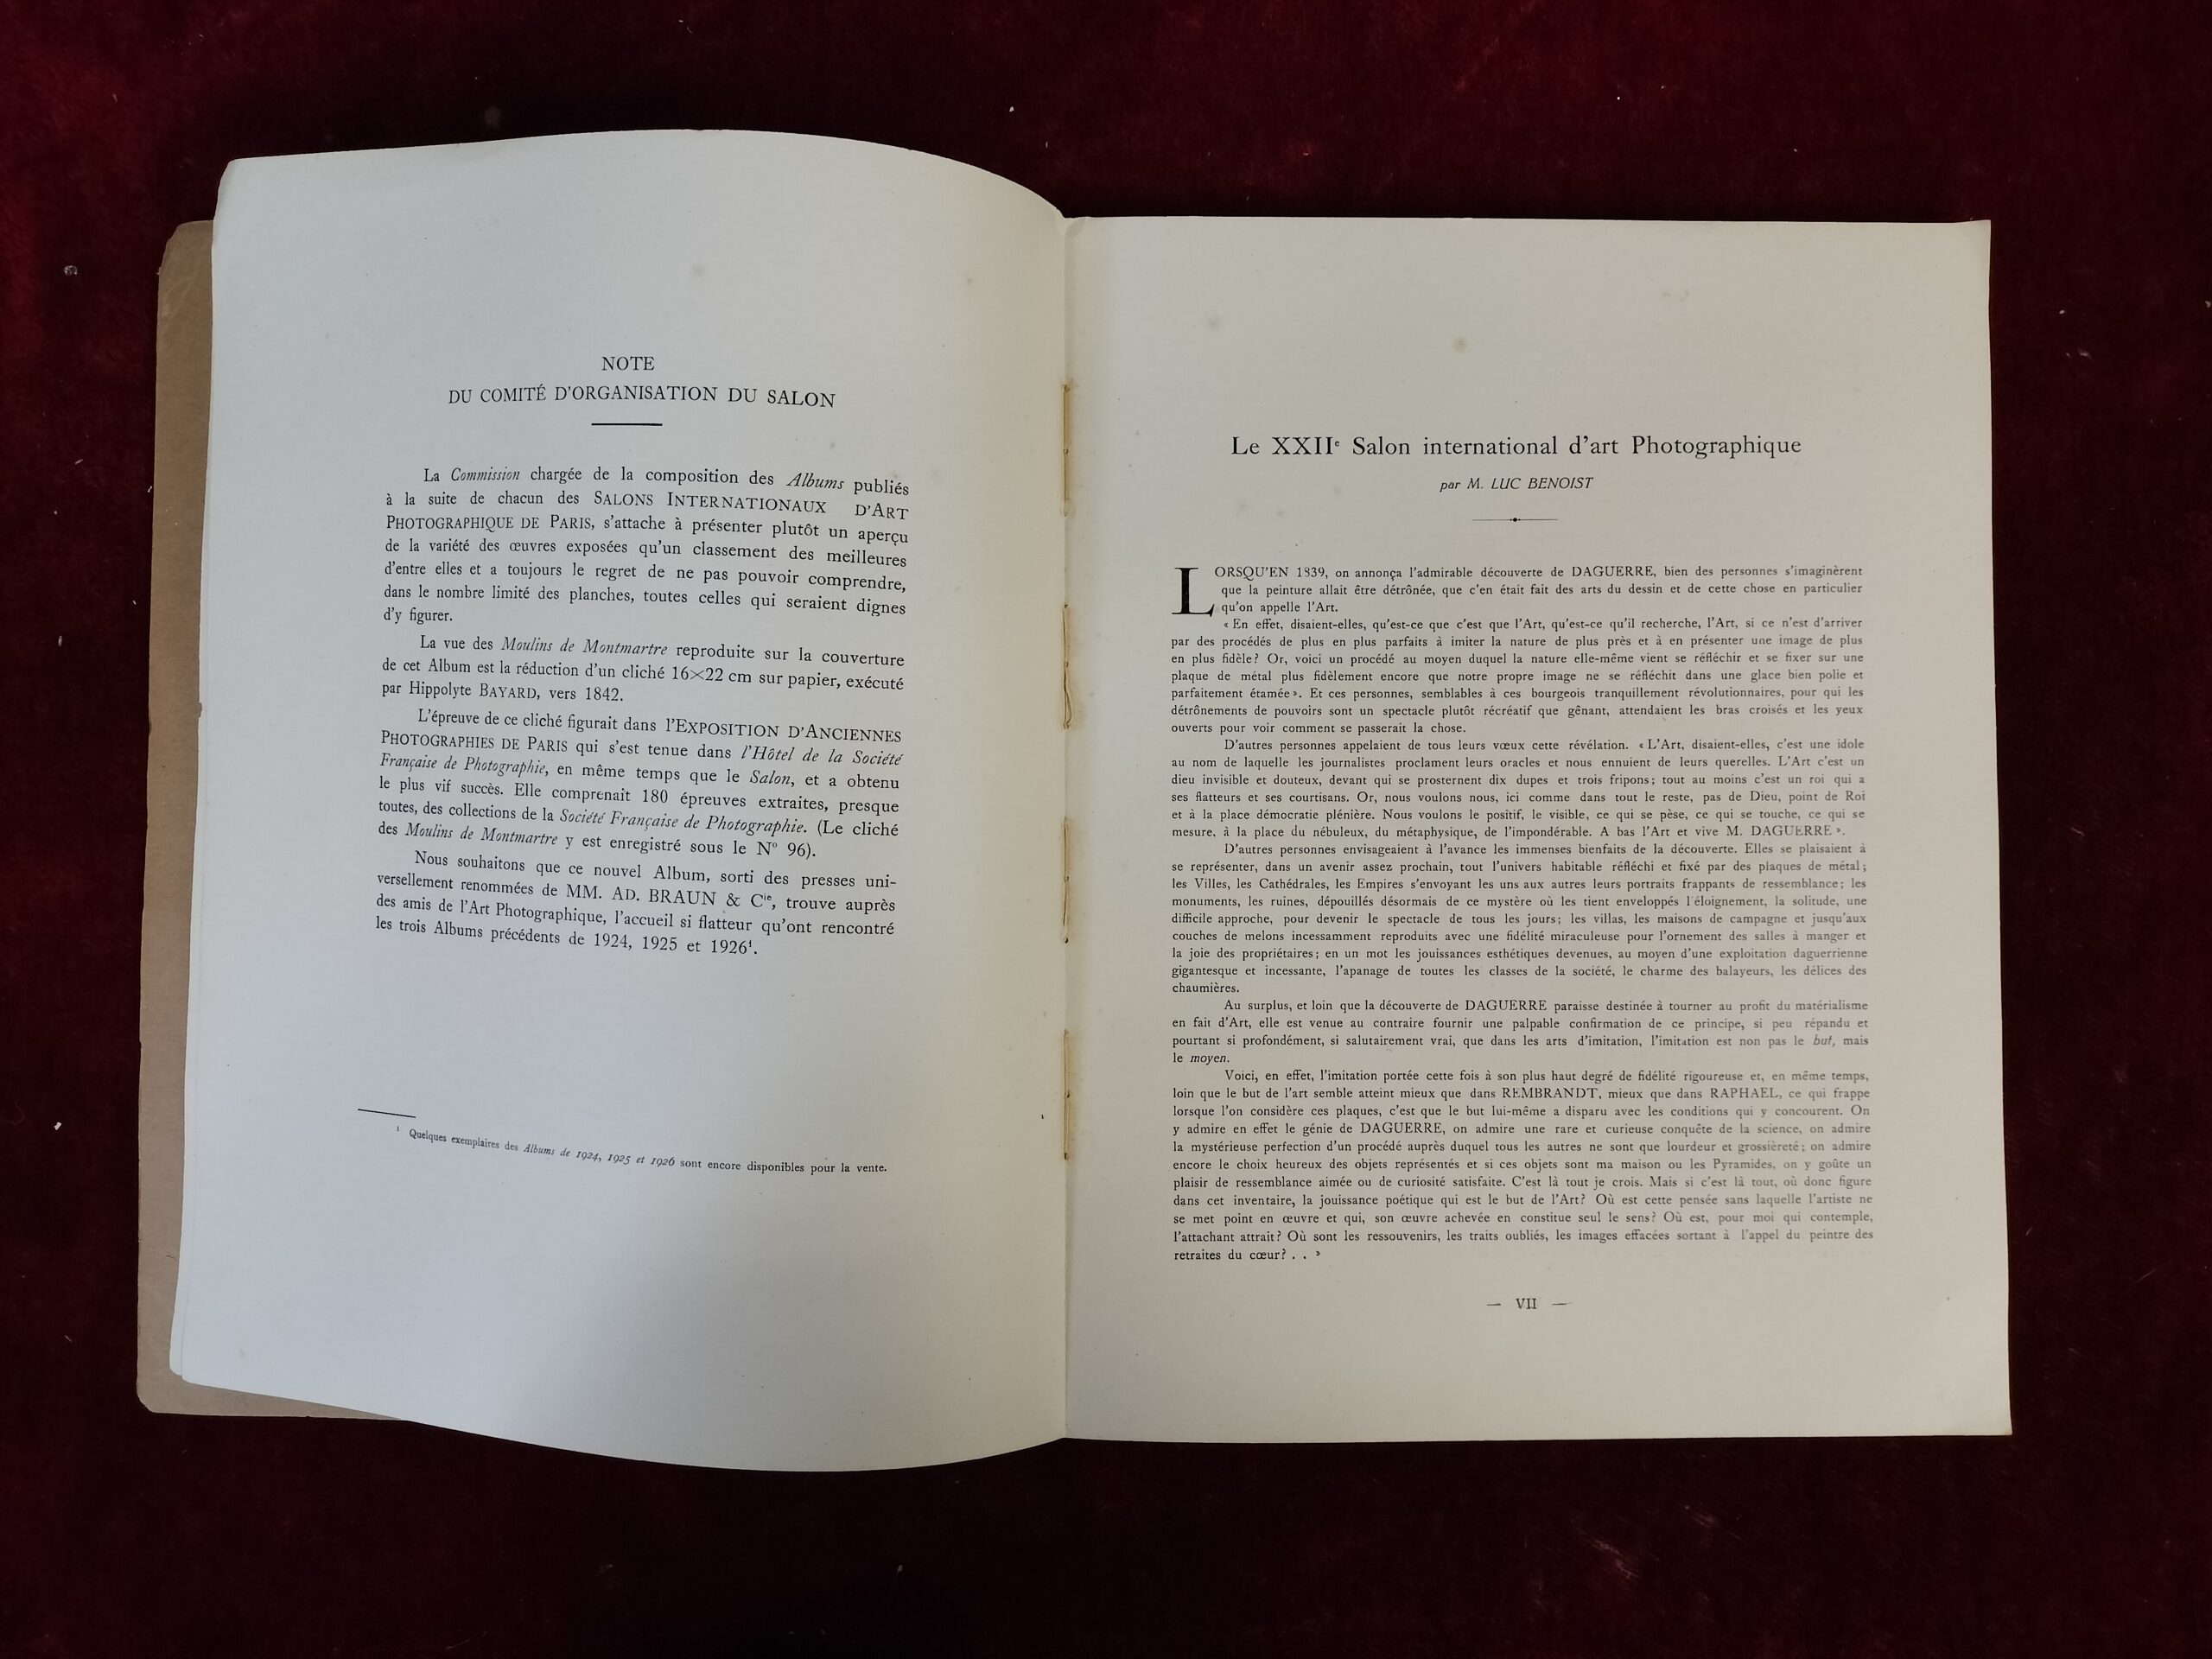 NOTE
DU COMITÉ D'ORGANISATION DU SALON
La Commission chargée de la composition des Albums publiés
à la suite de chacun des SALONS INTERNATIONAUX D'ART
PHOTOGRAPHIQUE DE PARIS, s'attache à présenter plutôt un aperçu
de la variété des œuvres exposées qu'un classement des meilleures
d'entre elles et a toujours le regret de ne pas pouvoir comprendre,
dans le nombre limité des planches, toutes celles qui seraient dignes
d'y figurer.
La vue des Moulins de Montmartre reproduite sur la couverture
de cet Album est la réduction d'un cliché 16×22 cm sur papier, exécuté
par Hippolyte BAYARD, vers 1842.
L'épreuve de ce cliché figurait dans l'EXPOSITION D'ANCIENNES
PHOTOGRAPHIES DE PARIS qui s'est tenue dans l'Hôtel de la Société
Française de Photographie, en même temps que le Salon, et a obtenu
le plus vif succès. Elle comprenait 180 épreuves extraites, presque
toutes, des collections de la Société Française de Photographie. (Le cliché
des Moulins de Montmartre y est enregistré sous le N° 96).
Nous souhaitons que ce nouvel Album, sorti des presses uni-
versellement renommées de MM. AD. BRAUN & Cie, trouve auprès
des amis de l'Art Photographique, l'accueil si flatteur qu'ont rencontré
les trois Albums précédents de 1924, 1925 et 1926¹.
¹ Quelques exemplaires des Albums de 1924, 1925 et 1926 sont encore disponibles pour la vente.
Le XXIIe Salon international d'art Photographique
par M. LUC BENOIST
LORSQU'EN 1839, on annonça l'admirable découverte de DAGUERRE, bien des personnes s'imaginèrent
que la peinture allait être détrônée, que c'en était fait des arts du dessin et de cette chose en particulier
qu'on appelle l'Art.
« En effet, disaient-elles, qu'est-ce que c'est que l'Art, qu'est-ce qu'il recherche, l'Art, si ce n'est d'arriver
par des procédés de plus en plus parfaits à imiter la nature de plus près et à en présenter une image de plus
en plus fidèle? Or, voici un procédé au moyen duquel la nature elle-même vient se réfléchir et se fixer sur une
plaque de métal plus fidèlement encore que notre propre image ne se réfléchit dans une glace bien polie et
parfaitement étamée ». Et ces personnes, semblables à ces bourgeois tranquillement révolutionnaires, pour qui les
détrônements de pouvoirs sont un spectacle plutôt récréatif que gênant, attendaient les bras croisés et les yeux
ouverts pour voir comment se passerait la chose.
D'autres personnes appelaient de tous leurs vœux cette révélation. « L'Art, disaient-elles, c'est une idole
au nom de laquelle les journalistes proclament leurs oracles et nous ennuient de leurs querelles. L'Art c'est un
dieu invisible et douteux, devant qui se prosternent dix dupes et trois fripons; tout au moins c'est un roi qui a
ses flatteurs et ses courtisans. Or, nous voulons nous, ici comme dans tout le reste, pas de Dieu, point de Roi
et à la place démocratie plénière. Nous voulons le positif, le visible, ce qui se pèse, ce qui se touche, ce qui se
mesure, à la place du nébuleux, du métaphysique, de l'impondérable. A bas l'Art et vive M. DAGUERRE ».
D'autres personnes envisageaient à l'avance les immenses bienfaits de la découverte. Elles se plaisaient à
se représenter, dans un avenir assez prochain, tout l'univers habitable réfléchi et fixé par des plaques de métal;
les Villes, les Cathédrales, les Empires s'envoyant les uns aux autres leurs portraits frappants de ressemblance; les
monuments, les ruines, dépouillés désormais de ce mystère où les tient enveloppés l'éloignement, la solitude, une
difficile approche, pour devenir le spectacle de tous les jours; les villas, les maisons de campagne et jusqu'aux
couches de melons incessamment reproduits avec une fidélité miraculeuse pour l'ornement des salles à manger et
la joie des propriétaires; en un mot les jouissances esthétiques devenues, au moyen d'une exploitation daguerrienne
gigantesque et incessante, l'apanage de toutes les classes de la société, le charme des balayeurs, les délices des
chaumières.
Au surplus, et loin que la découverte de DAGUERRE paraisse destinée à tourner au profit du matérialisme
en fait d'Art, elle est venue au contraire fournir une palpable confirmation de ce principe, si peu répandu et
pourtant si profondément, si salutairement vrai, que dans les arts d'imitation, l'imitation est non pas le but, mais
le moyen.
Voici, en effet, l'imitation portée cette fois à son plus haut degré de fidélité rigoureuse et, en même temps,
loin que le but de l'art semble atteint mieux que dans REMBRANDT, mieux que dans RAPHAEL, ce qui frappe
lorsque l'on considère ces plaques, c'est que le but lui-même a disparu avec les conditions qui y concourent. On
y admire en effet le génie de DAGUERRE, on admire une rare et curieuse conquête de la science, on admire
la mystérieuse perfection d'un procédé auprès duquel tous les autres ne sont que lourdeur et grossièreté; on admire
encore le choix heureux des objets représentés et si ces objets sont ma maison ou les Pyramides, on y goûte un
plaisir de ressemblance aimée ou de curiosité satisfaite. C'est là tout je crois. Mais si c'est là tout, où donc figure
dans cet inventaire, la jouissance poétique qui est le but de l'Art? Où est cette pensée sans laquelle l'artiste ne
se met point en œuvre et qui, son œuvre achevée en constitue seul le sens? Où est, pour moi qui contemple,
l'attachant attrait? Où sont les ressouvenirs, les traits oubliés, les images effacées sortant à l'appel du peintre des
retraites du cœur? . . »
— VII —